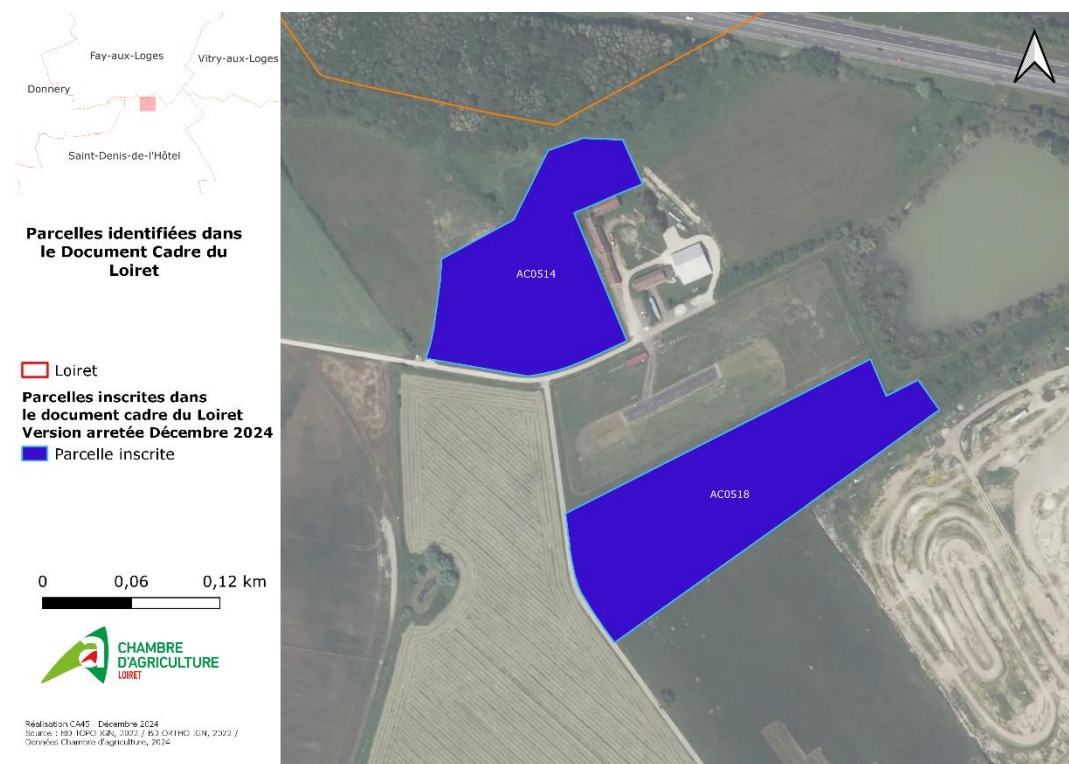 Fay-aux-Loges
Vitry-aux-Loges
Donnery
Saint-Denis-de-l'Hôtel
Parcelles identifiées dans
le Document Cadre du
Loiret
Loiret
Parcelles inscrites dans
le document cadre du Loiret
Version arretée Décembre 2024
Parcelle inscrite
0 0,06 0,12 km
CHAMBRE
D'AGRICULTURE
LOIRET
Réalisation CA45 - Décembre 2024
Source : BD TOPO IGN, 2022 / BD ORTHO IGN, 2022 /
Données Chambre d'agriculture, 2024
AC0514
AC0518